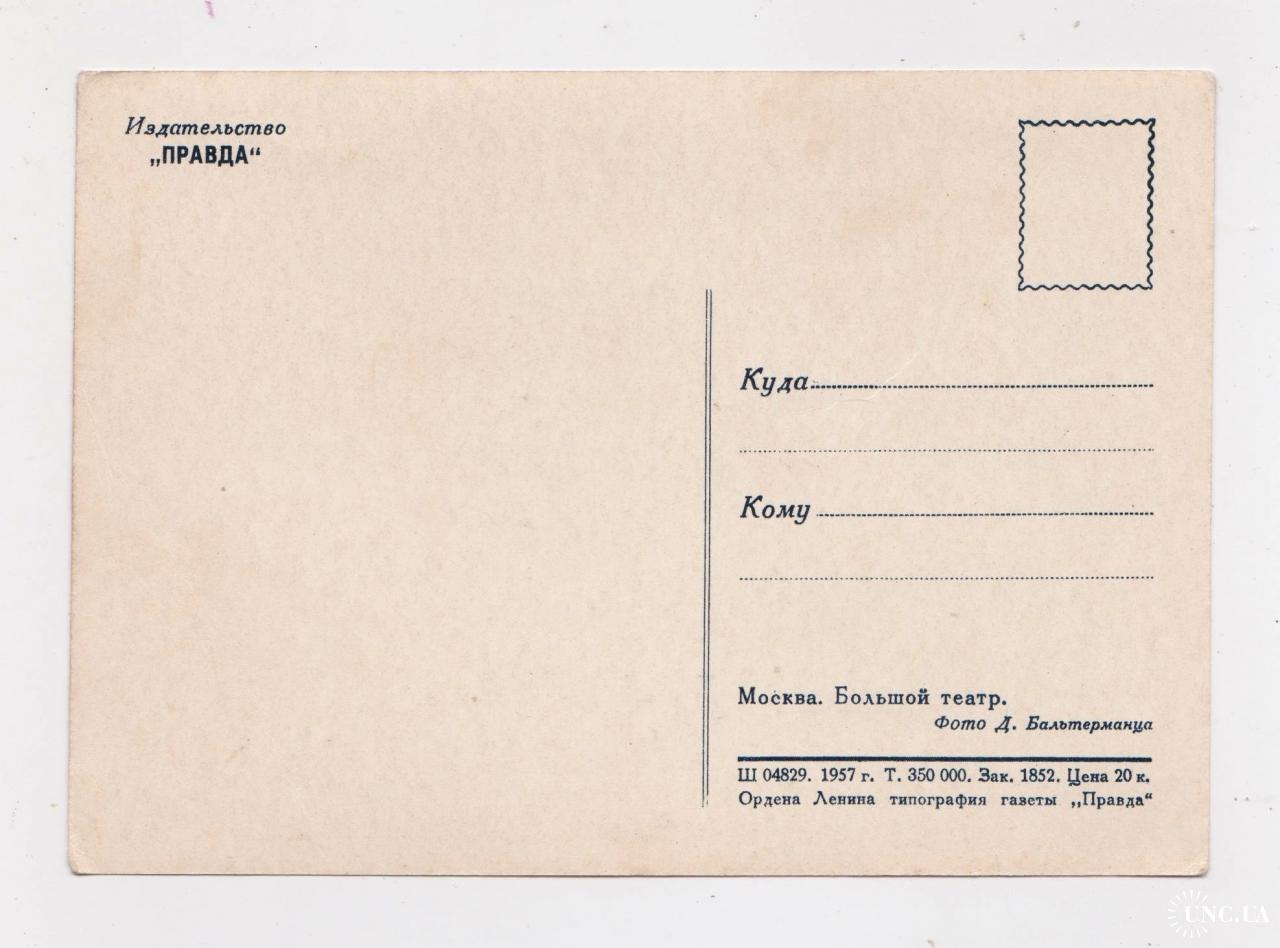 Издательство
„ПРАВДА“
Куда
Кому
Москва. Большой театр.
Фото Д. Бальтерманца
Ш 04829. 1957 г. Т. 350 000. Зак. 1852. Цена 20 к.
Ордена Ленина типография газеты „Правда“
UNC.UA